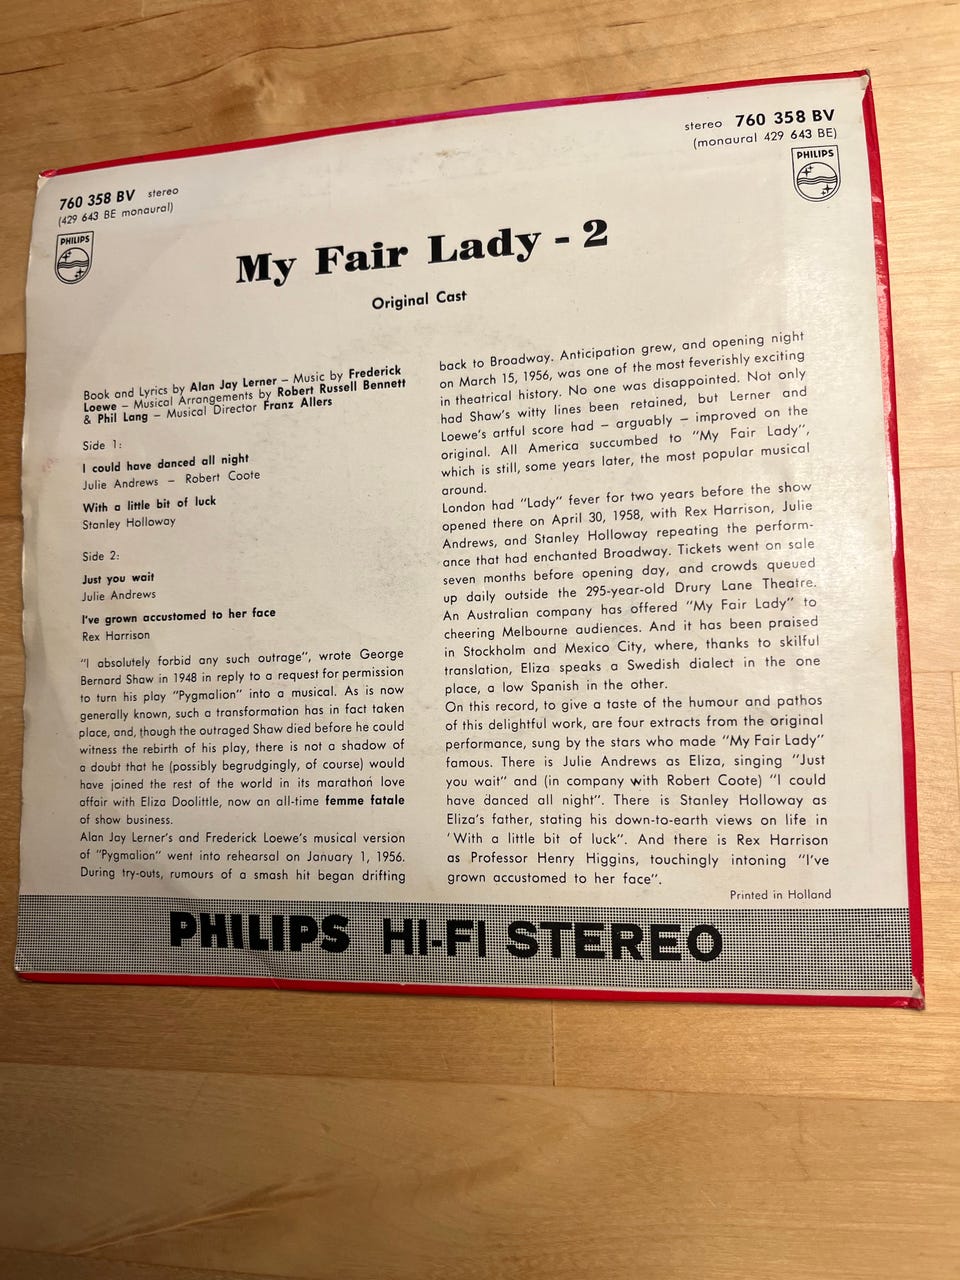 760 358 BV stereo
(429 643 BE monaural)
PHILIPS
stereo 760 358 BV
(monaural 429 643 BE)
PHILIPS
My Fair Lady - 2
Original Cast
Book and Lyrics by Alan Jay Lerner – Music by Frederick
Loewe – Musical Arrangements by Robert Russell Bennett
& Phil Lang – Musical Director Franz Allers
Side 1:
I could have danced all night
Julie Andrews – Robert Coote
With a little bit of luck
Stanley Holloway
Side 2:
Just you wait
Julie Andrews
I've grown accustomed to her face
Rex Harrison
"I absolutely forbid any such outrage", wrote George
Bernard Shaw in 1948 in reply to a request for permission
to turn his play "Pygmalion" into a musical. As is now
generally known, such a transformation has in fact taken
place, and, though the outraged Shaw died before he could
witness the rebirth of his play, there is not a shadow of
a doubt that he (possibly begrudgingly, of course) would
have joined the rest of the world in its marathon love
affair with Eliza Doolittle, now an all-time femme fatale
of show business.
Alan Jay Lerner's and Frederick Loewe's musical version
of "Pygmalion" went into rehearsal on January 1, 1956.
During try-outs, rumours of a smash hit began drifting
back to Broadway. Anticipation grew, and opening night
on March 15, 1956, was one of the most feverishly exciting
in theatrical history. No one was disappointed. Not only
had Shaw's witty lines been retained, but Lerner and
Loewe's artful score had – arguably – improved on the
original. All America succumbed to "My Fair Lady",
which is still, some years later, the most popular musical
around.
London had "Lady" fever for two years before the show
opened there on April 30, 1958, with Rex Harrison, Julie
Andrews, and Stanley Holloway repeating the perform-
ance that had enchanted Broadway. Tickets went on sale
seven months before opening day, and crowds queued
up daily outside the 295-year-old Drury Lane Theatre.
An Australian company has offered "My Fair Lady" to
cheering Melbourne audiences. And it has been praised
in Stockholm and Mexico City, where, thanks to skilful
translation, Eliza speaks a Swedish dialect in the one
place, a low Spanish in the other.
On this record, to give a taste of the humour and pathos
of this delightful work, are four extracts from the original
performance, sung by the stars who made "My Fair Lady"
famous. There is Julie Andrews as Eliza, singing "Just
you wait" and (in company with Robert Coote) "I could
have danced all night". There is Stanley Holloway as
Eliza's father, stating his down-to-earth views on life in
'With a little bit of luck". And there is Rex Harrison
as Professor Henry Higgins, touchingly intoning "I've
grown accustomed to her face".
Printed in Holland
PHILIPS HI-FI STEREO